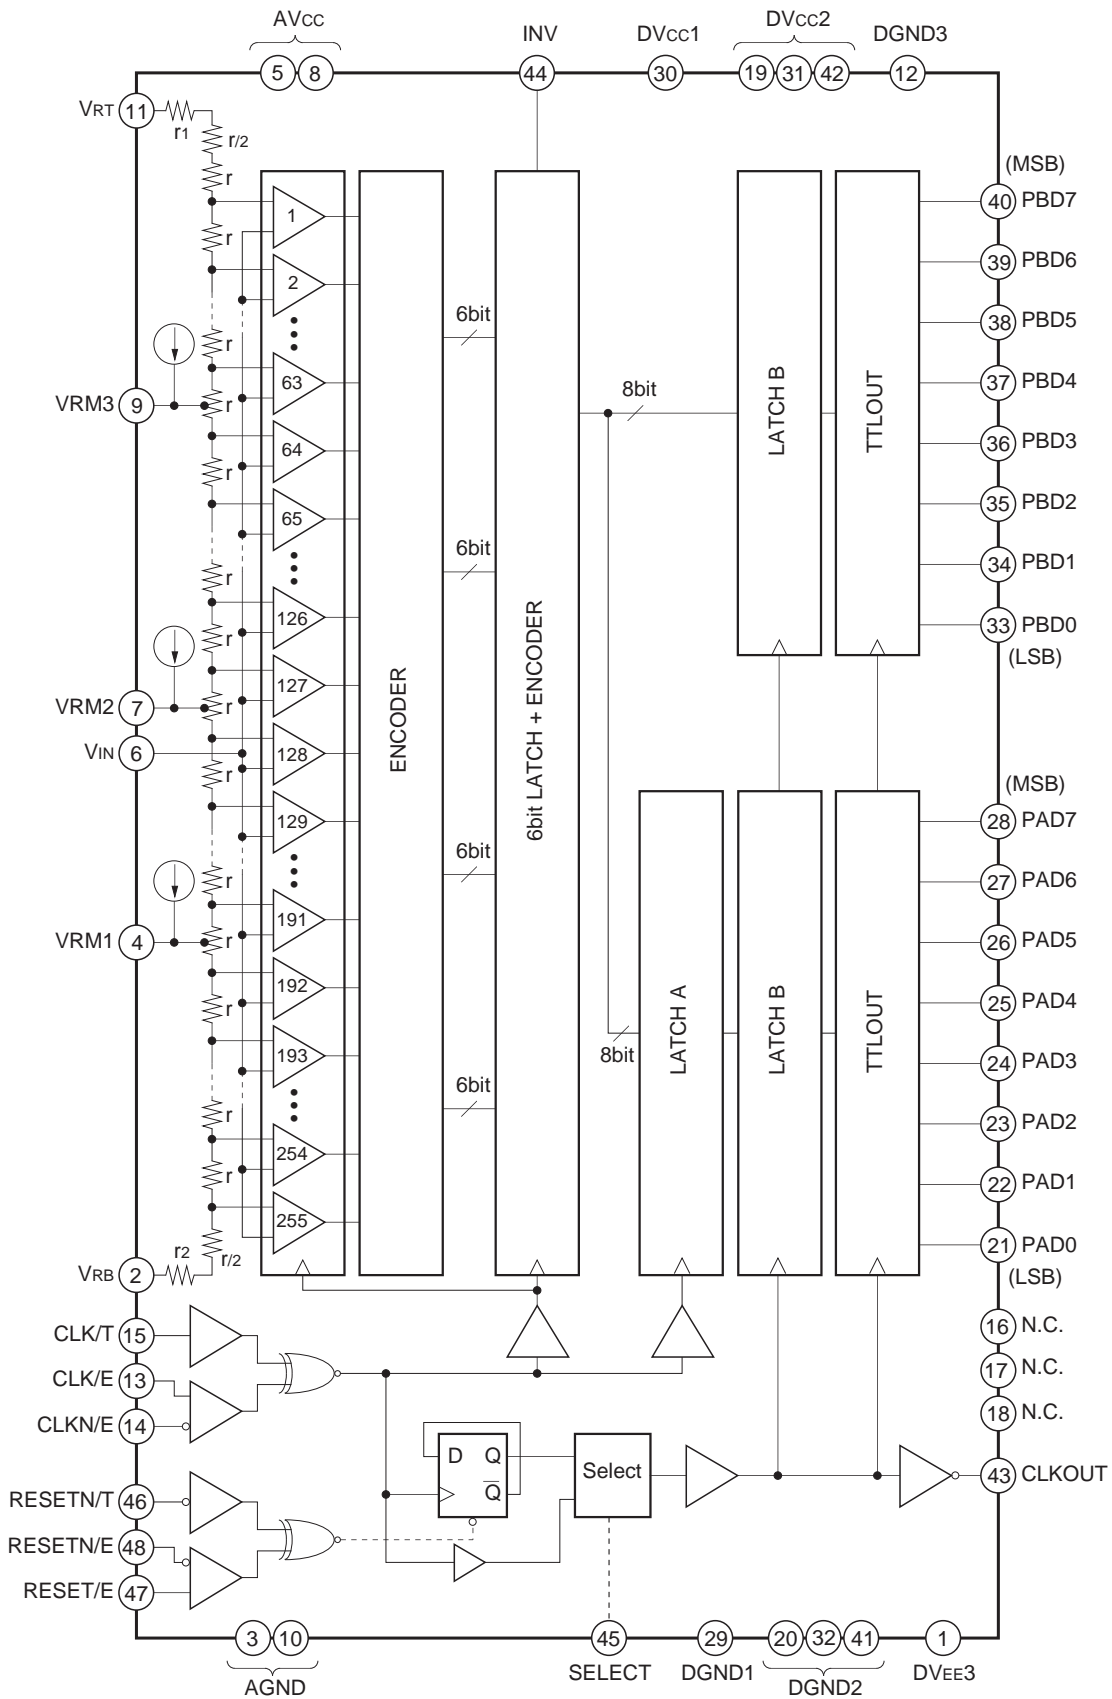 AVCC
INV
DVCC1
DVCC2
DGND3
5
8
44
30
19
31
42
12
VRT
11
r1
r/2
r
(MSB)
40
PBD7
1
r
39
PBD6
2
6bit
38
PBD5
r
63
VRM3
9
r
8bit
37
PBD4
64
r
36
PBD3
65
35
PBD2
6bit
34
PBD1
r
126
33
PBD0
(LSB)
r
127
VRM2
7
r
VIN
6
128
r
129
ENCODER
6bit LATCH + ENCODER
LATCH B
TTLOUT
(MSB)
28
PAD7
6bit
27
PAD6
r
191
VRM1
4
r
26
PAD5
192
r
25
PAD4
193
8bit
24
PAD3
LATCH A
LATCH B
TTLOUT
6bit
r
23
PAD2
254
r
22
PAD1
255
r/2
21
PAD0
(LSB)
r2
VRB
2
CLK/T
15
16
N.C.
CLK/E
13
17
N.C.
CLKN/E
14
18
N.C.
D
Q
Q
Select
43
CLKOUT
RESETN/T
46
RESETN/E
48
RESET/E
47
3
10
45
29
20
32
41
1
AGND
SELECT
DGND1
DGND2
DVEE3